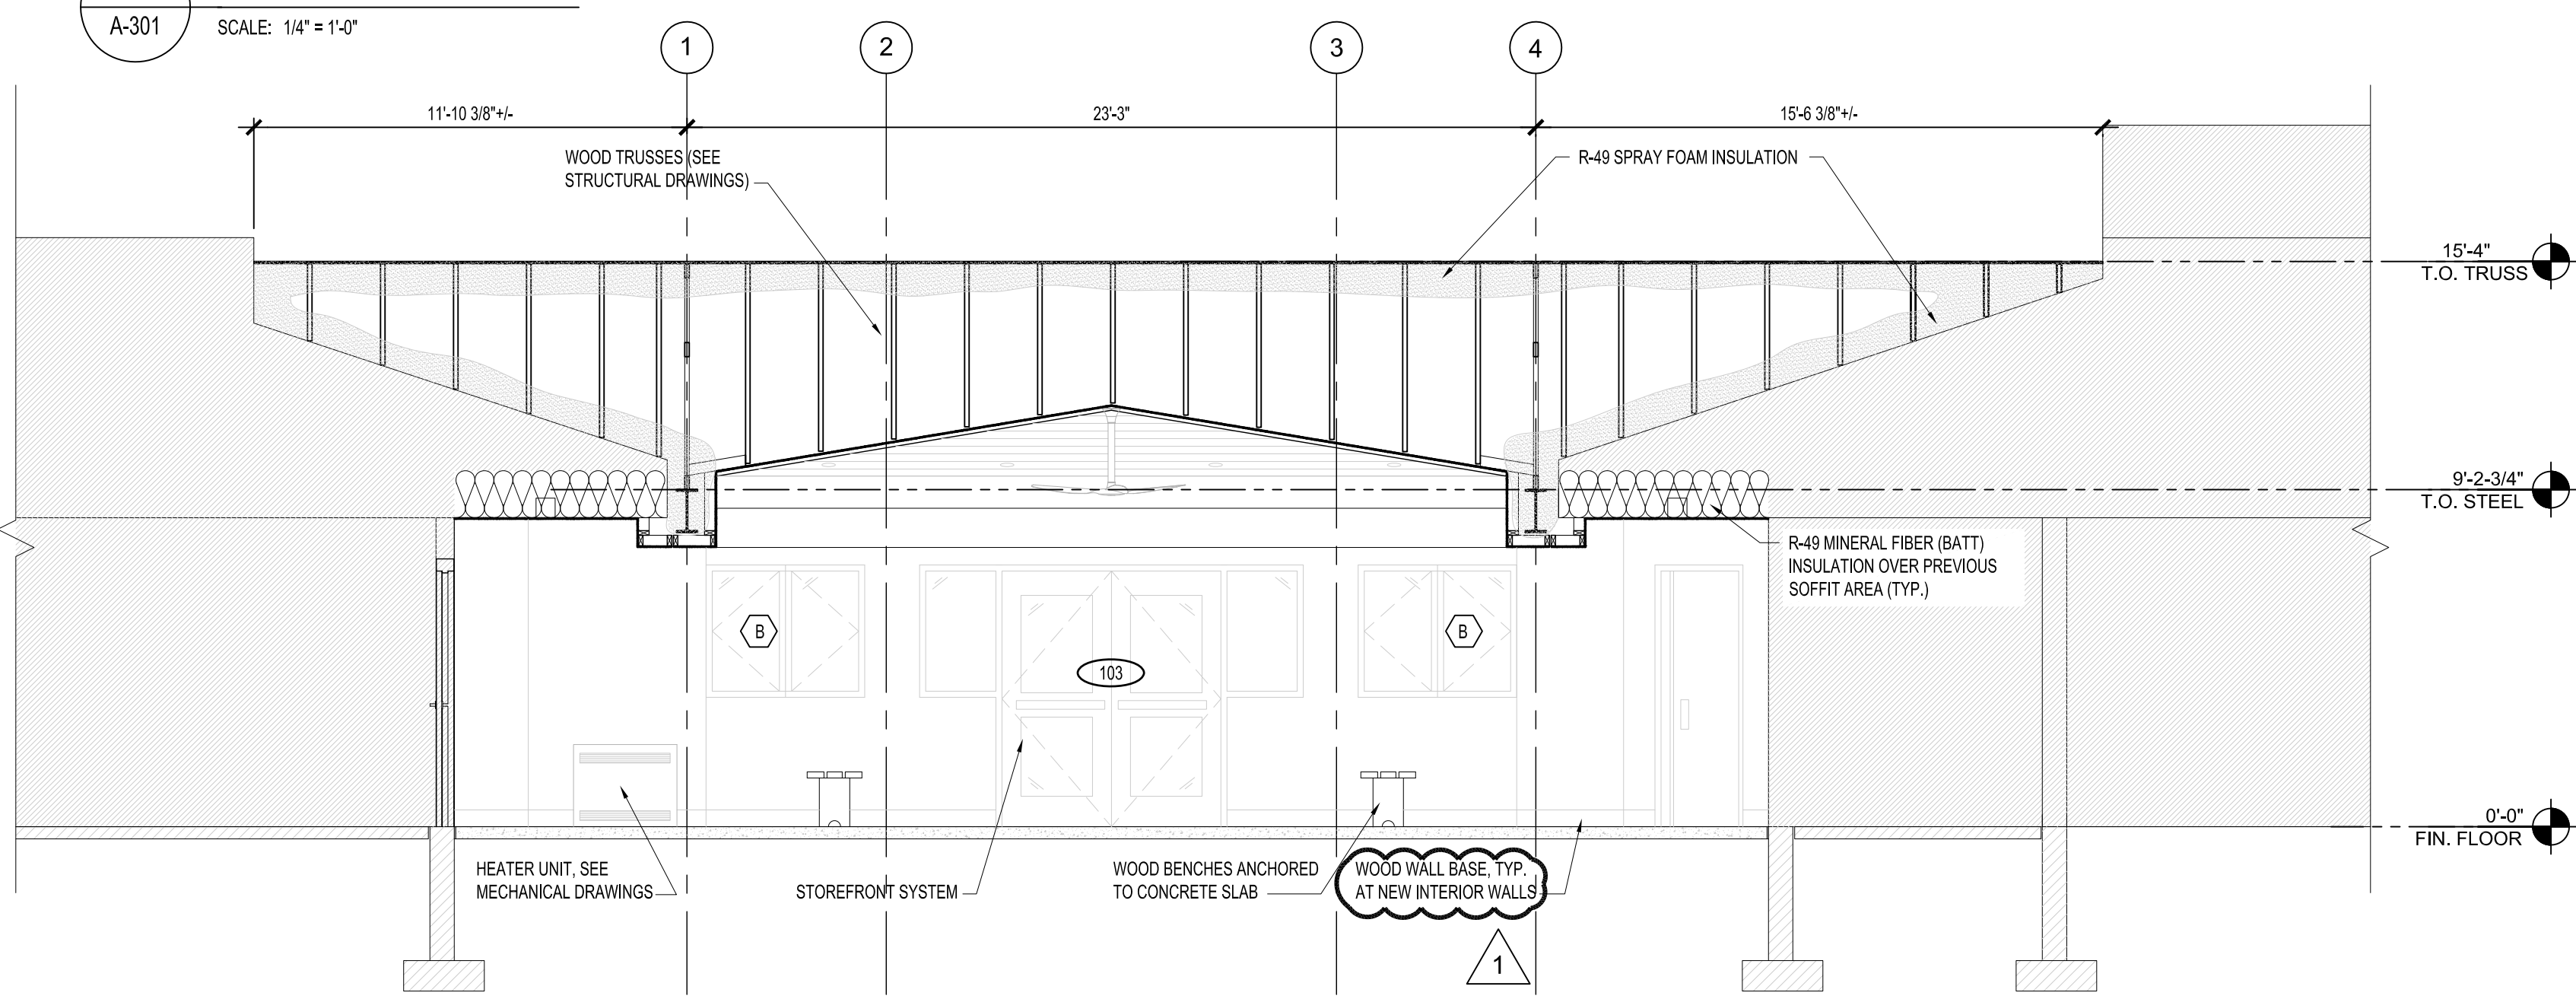 A-301
SCALE: 1/4" = 1'-0"
1
2
3
4
11'-10 3/8"+/-
23'-3"
15'-6 3/8"+/-
WOOD TRUSSES (SEE
STRUCTURAL DRAWINGS)
R-49 SPRAY FOAM INSULATION
15'-4"
T.O. TRUSS
9'-2-3/4"
T.O. STEEL
R-49 MINERAL FIBER (BATT)
INSULATION OVER PREVIOUS
SOFFIT AREA (TYP.)
B
B
103
0'-0"
FIN. FLOOR
HEATER UNIT, SEE
MECHANICAL DRAWINGS
STOREFRONT SYSTEM
WOOD BENCHES ANCHORED
TO CONCRETE SLAB
WOOD WALL BASE, TYP.
AT NEW INTERIOR WALLS
1